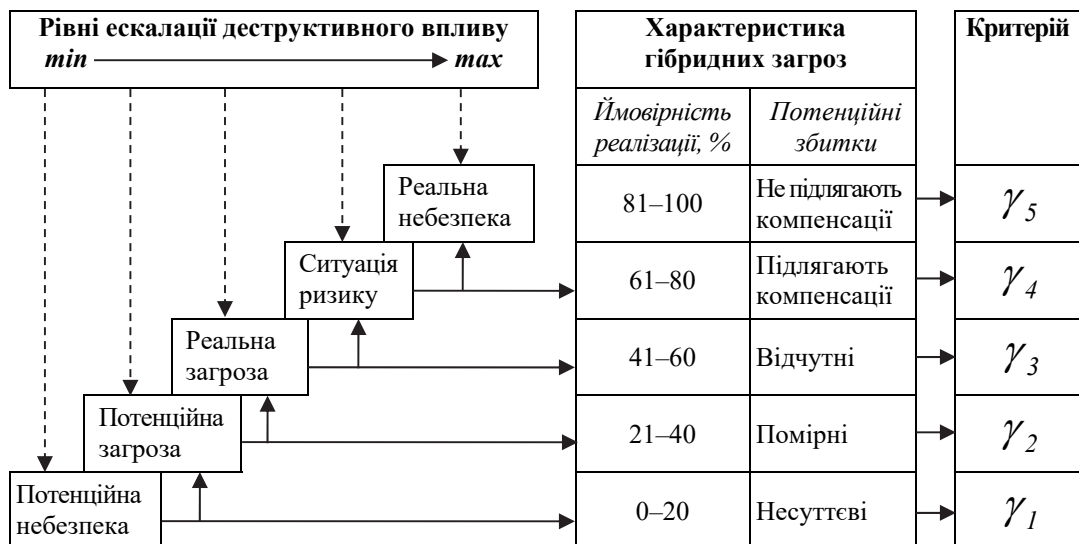 Рівні ескалації деструктивного впливу
min max
Характеристика
гібридних загроз
Критерій
Ймовірність
реалізації, %
Потенційні
збитки
Реальна
небезпека
81–100
Не підлягають
компенсації
γ5
Ситуація
ризику
61–80
Підлягають
компенсації
γ4
Реальна
загроза
41–60
Відчутні
γ3
Потенційна
загроза
21–40
Помірні
γ2
Потенційна
небезпека
0–20
Несуттєві
γ1